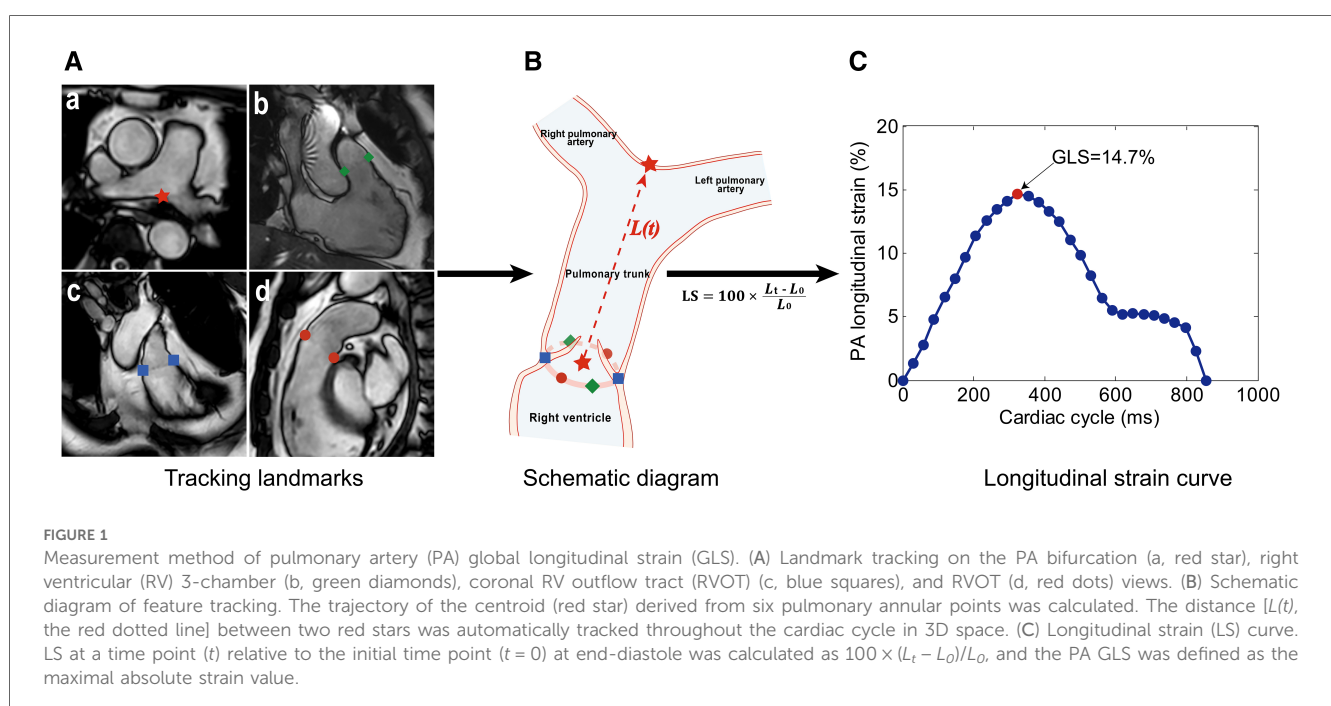 A
B
C
a
b
c
d
Tracking landmarks
Right pulmonary
artery
Left pulmonary
artery
L(t)
Pulmonary trunk
Right ventricle
Schematic diagram
LS = 100 × (Lt - L0)/L0
PA longitudinal strain (%)
20
15
10
5
0
GLS=14.7%
0 200 400 600 800 1000
Cardiac cycle (ms)
Longitudinal strain curve
FIGURE 1
Measurement method of pulmonary artery (PA) global longitudinal strain (GLS). (A) Landmark tracking on the PA bifurcation (a, red star), right
ventricular (RV) 3-chamber (b, green diamonds), coronal RV outflow tract (RVOT) (c, blue squares), and RVOT (d, red dots) views. (B) Schematic
diagram of feature tracking. The trajectory of the centroid (red star) derived from six pulmonary annular points was calculated. The distance [L(t),
the red dotted line] between two red stars was automatically tracked throughout the cardiac cycle in 3D space. (C) Longitudinal strain (LS) curve.
LS at a time point (t) relative to the initial time point (t = 0) at end-diastole was calculated as 100 × (Lt – L0)/L0, and the PA GLS was defined as the
maximal absolute strain value.